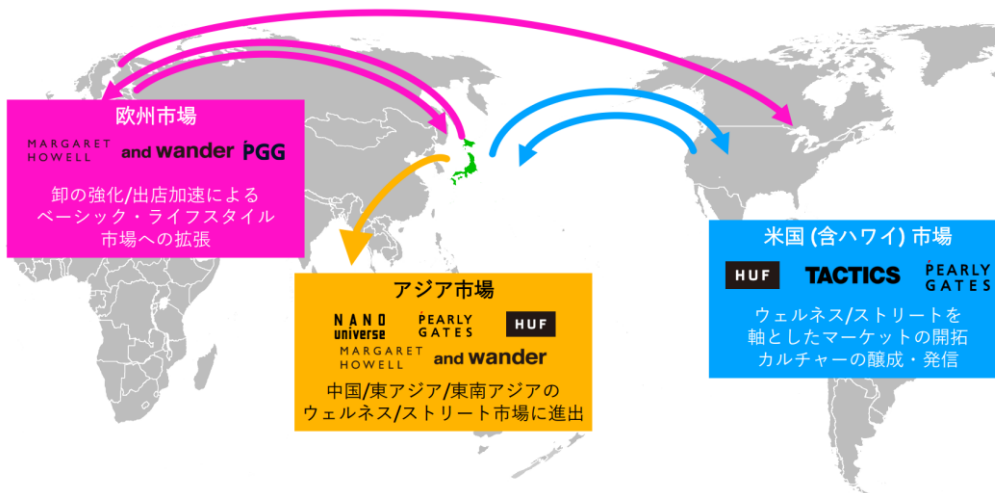 欧州市場
MARGARET
HOWELL
and wander
PGG
卸の強化/出店加速による
ベーシック・ライフスタイル
市場への拡張
アジア市場
NANO
universe
PEARLY
GATES
HUF
MARGARET
HOWELL
and wander
中国/東アジア/東南アジアの
ウェルネス/ストリート市場に進出
米国 (含ハワイ) 市場
HUF
TACTICS
PEARLY
GATES
ウェルネス/ストリートを
軸としたマーケットの開拓
カルチャーの醸成・発信